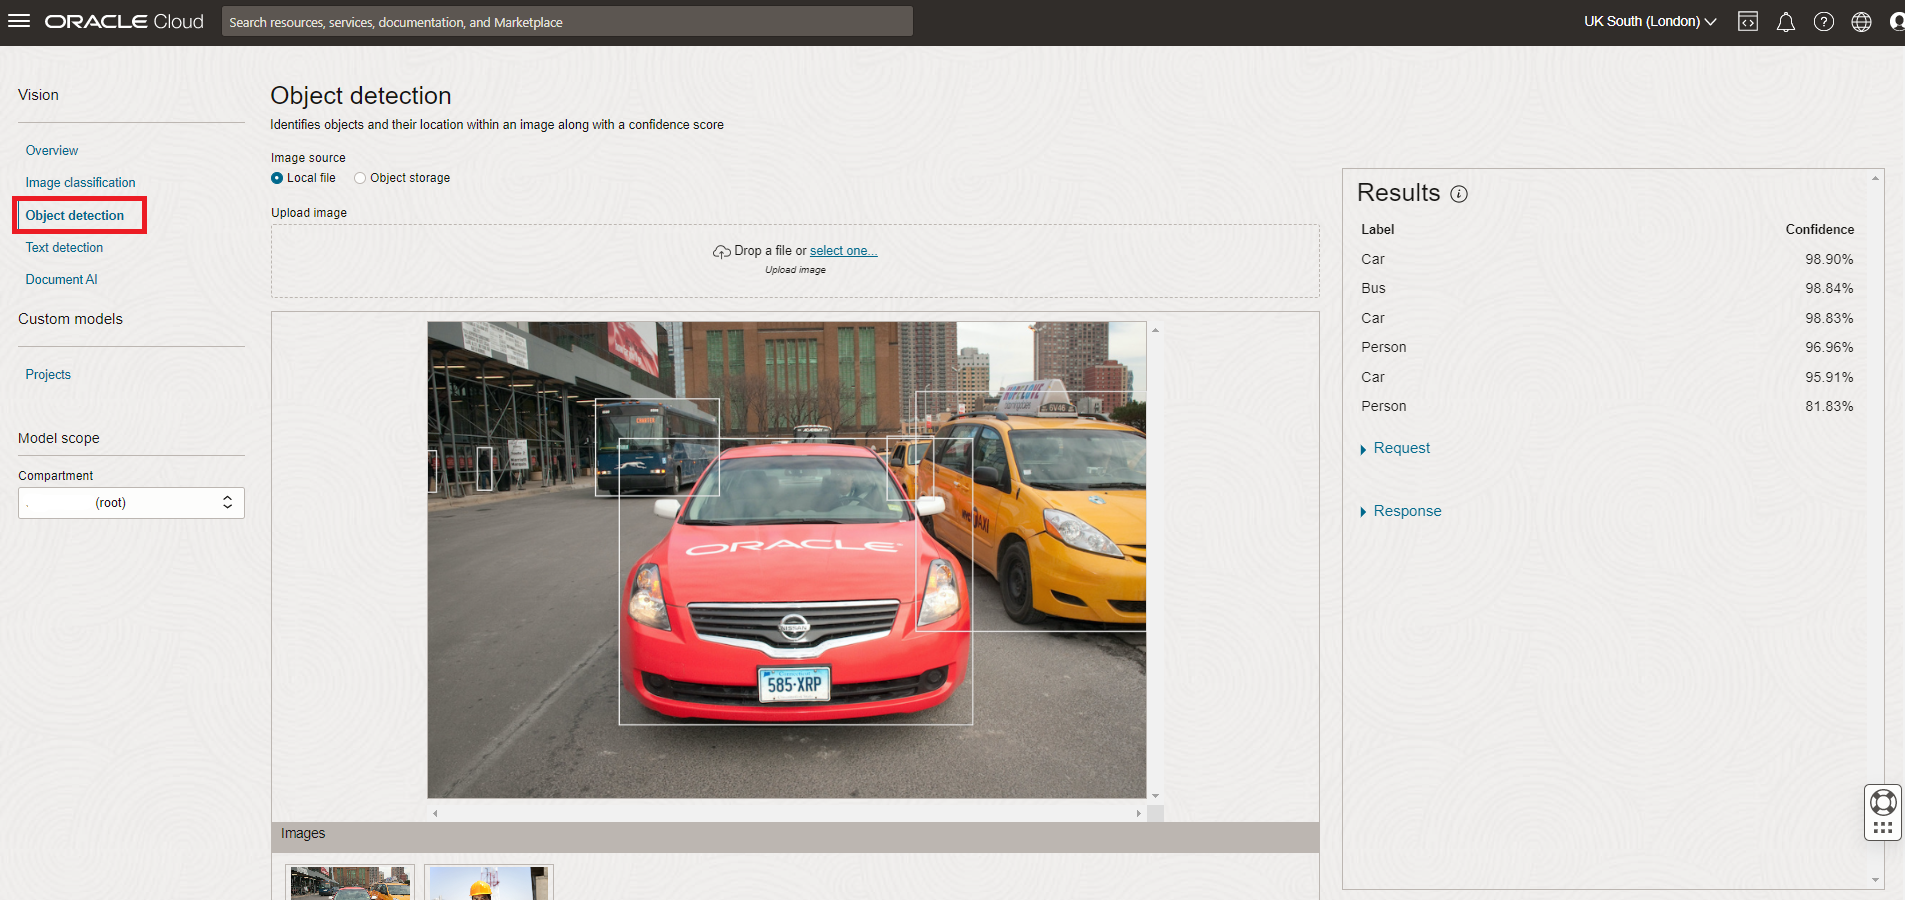 ORACLE Cloud
Search resources, services, documentation, and Marketplace
UK South (London)
Vision
Overview
Image classification
Object detection
Text detection
Document AI
Custom models
Projects
Model scope
Compartment
(root)
Object detection
Identifies objects and their location within an image along with a confidence score
Image source
Local file
Object storage
Upload image
Drop a file or select one...
Upload image
5V46
TAXI
ORACLE
NISSAN
585·XRP
Images
Results
Label Confidence
Car 98.90%
Bus 98.84%
Car 98.83%
Person 96.96%
Car 95.91%
Person 81.83%
Request
Response